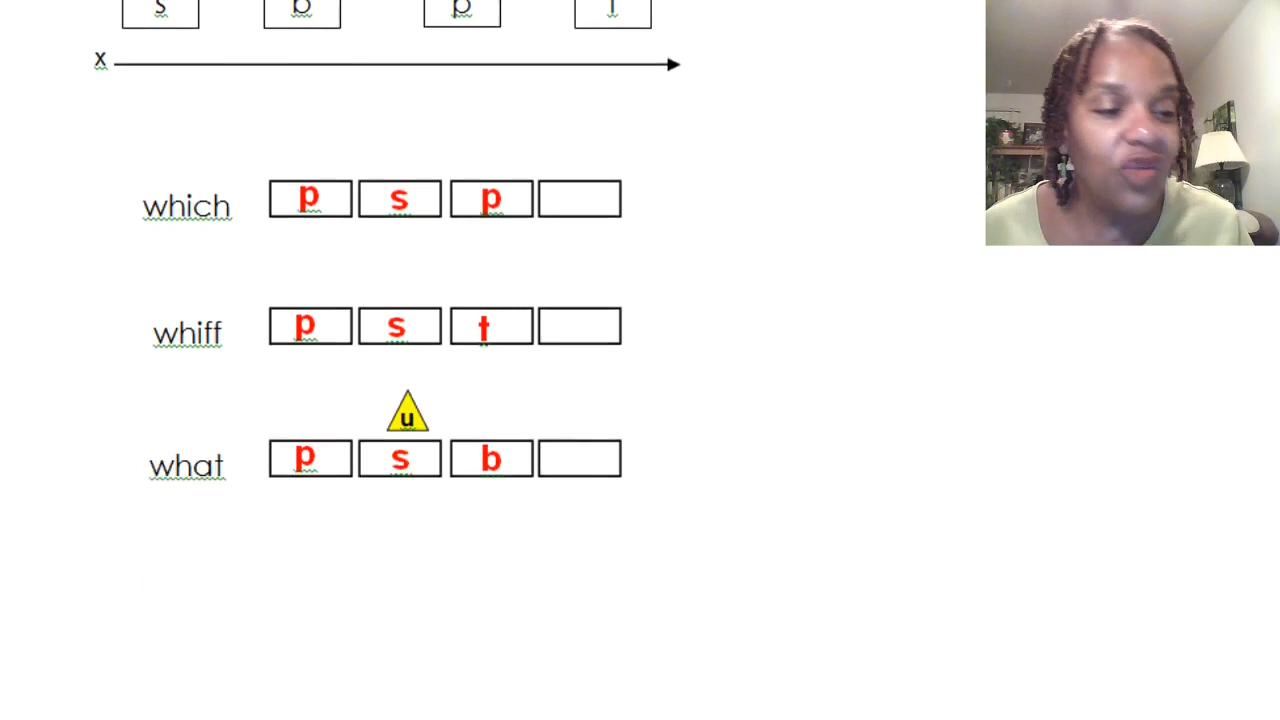 s b p
x
which p s p
whiff p s t
u
what p s b